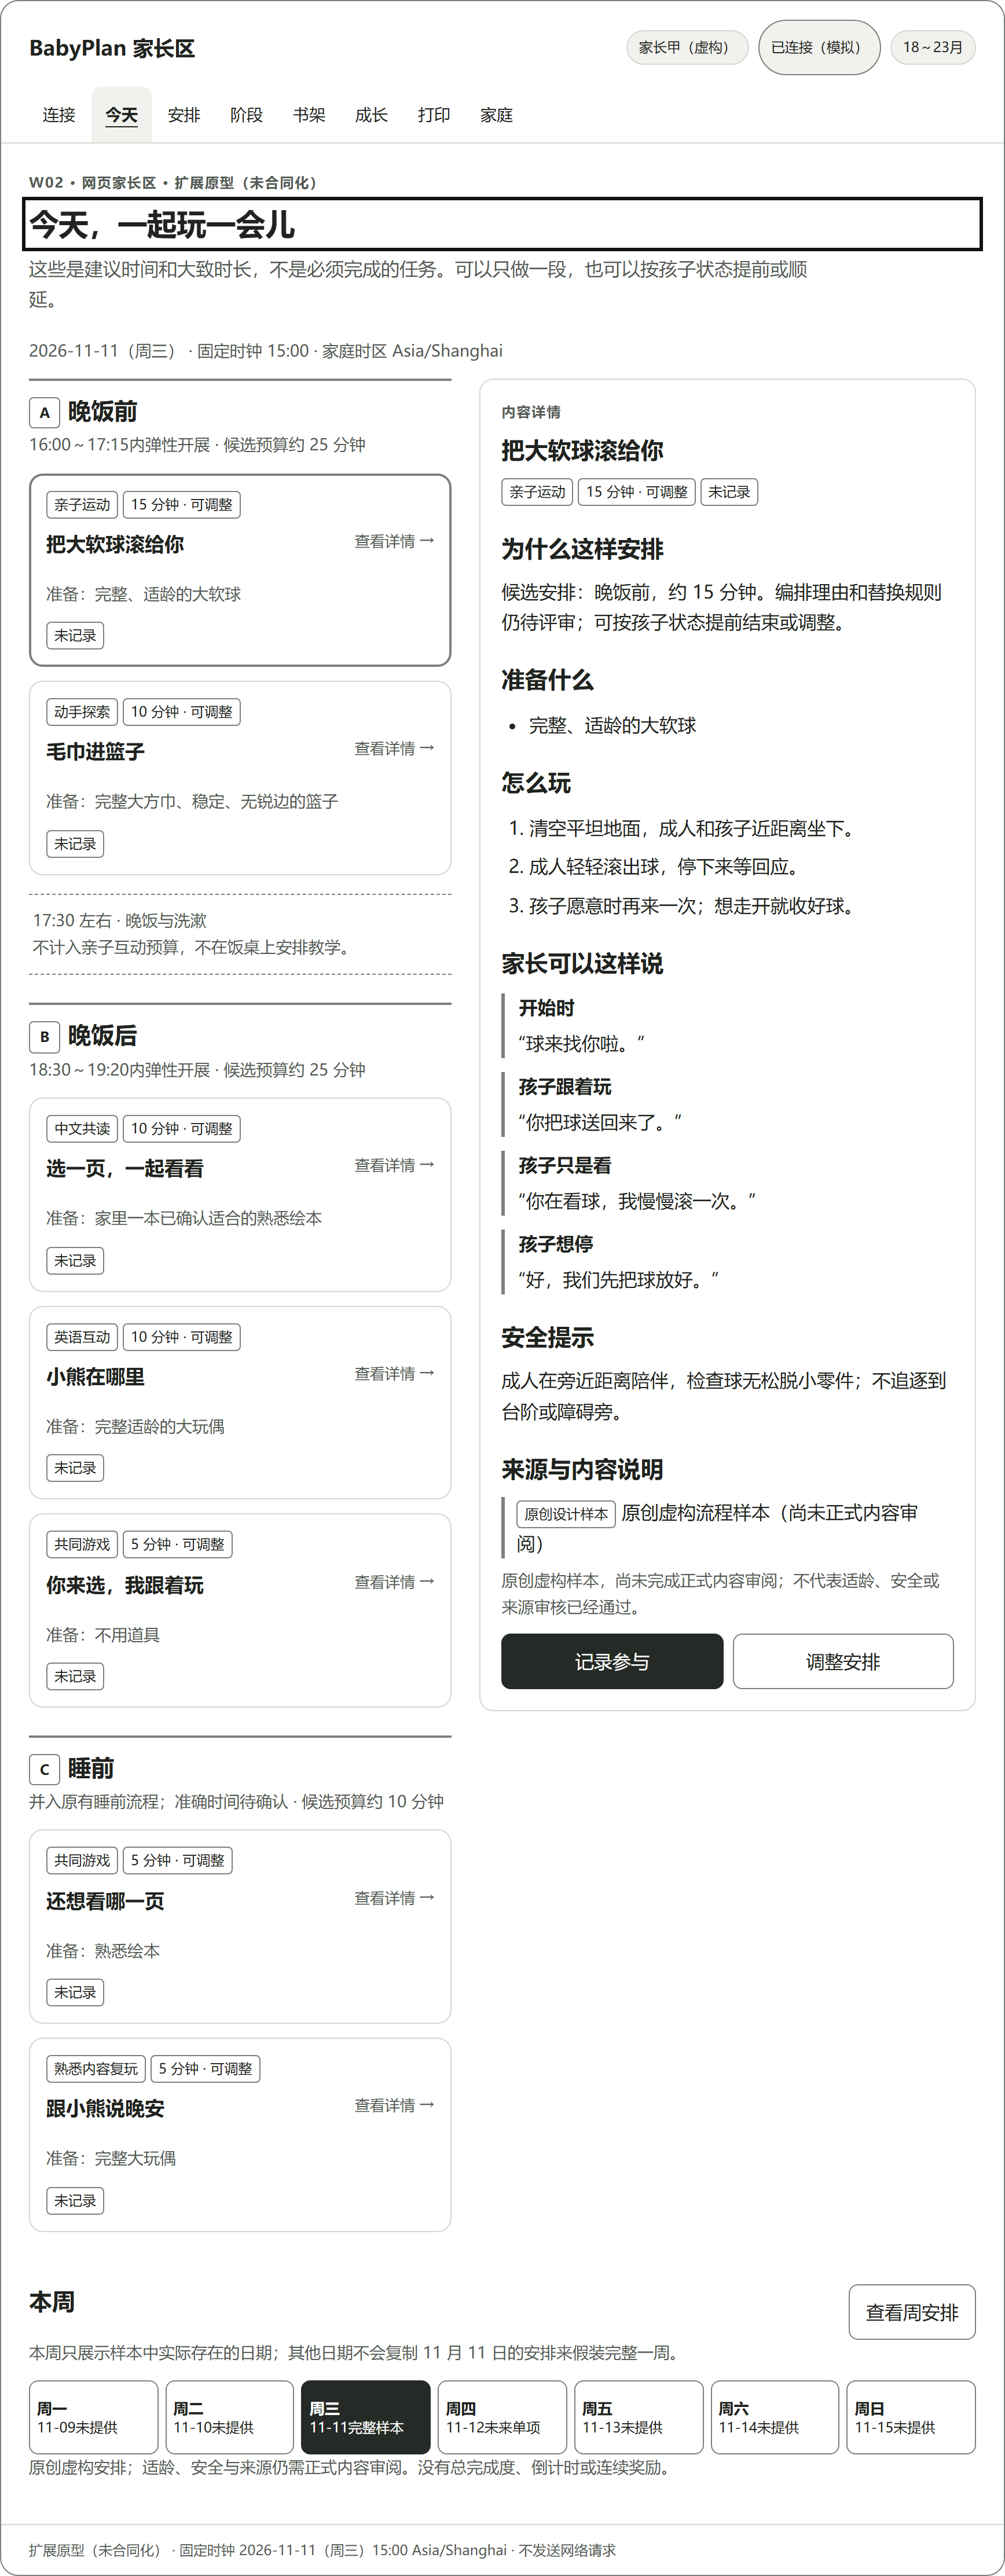 BabyPlan 家长区
家长甲（虚构）
已连接（模拟）
18～23月
连接
今天
安排
阶段
书架
成长
打印
家庭
W02 • 网页家长区 • 扩展原型（未合同化）
今天，一起玩一会儿
这些是建议时间和大致时长，不是必须完成的任务。可以只做一段，也可以按孩子状态提前或顺
延。
2026-11-11（周三） · 固定时钟 15:00 · 家庭时区 Asia/Shanghai
A 晚饭前
16:00～17:15内弹性开展 · 候选预算约 25 分钟
亲子运动 15 分钟 · 可调整
把大软球滚给你 查看详情 →
准备：完整、适龄的大软球
未记录
动手探索 10 分钟 · 可调整
毛巾进篮子 查看详情 →
准备：完整大方巾、稳定、无锐边的篮子
未记录
17:30 左右 · 晚饭与洗漱
不计入亲子互动预算，不在饭桌上安排教学。
B 晚饭后
18:30～19:20内弹性开展 · 候选预算约 25 分钟
中文共读 10 分钟 · 可调整
选一页，一起看看 查看详情 →
准备：家里一本已确认适合的熟悉绘本
未记录
英语互动 10 分钟 · 可调整
小熊在哪里 查看详情 →
准备：完整适龄的大玩偶
未记录
共同游戏 5 分钟 · 可调整
你来选，我跟着玩 查看详情 →
准备：不用道具
未记录
C 睡前
并入原有睡前流程；准确时间待确认 · 候选预算约 10 分钟
共同游戏 5 分钟 · 可调整
还想看哪一页 查看详情 →
准备：熟悉绘本
未记录
熟悉内容复玩 5 分钟 · 可调整
跟小熊说晚安 查看详情 →
准备：完整大玩偶
未记录
内容详情
把大软球滚给你
亲子运动 15 分钟 · 可调整 未记录
为什么这样安排
候选安排：晚饭前，约 15 分钟。编排理由和替换规则
仍待评审；可按孩子状态提前结束或调整。
准备什么
• 完整、适龄的大软球
怎么玩
1. 清空平坦地面，成人和孩子近距离坐下。
2. 成人轻轻滚出球，停下来等回应。
3. 孩子愿意时再来一次；想走开就收好球。
家长可以这样说
开始时
“球来找你啦。”
孩子跟着玩
“你把球送回来了。”
孩子只是看
“你在看球，我慢慢滚一次。”
孩子想停
“好，我们先把球放好。”
安全提示
成人在旁近距离陪伴，检查球无松脱小零件；不追逐到
台阶或障碍旁。
来源与内容说明
原创设计样本 原创虚构流程样本（尚未正式内容审
阅）
原创虚构样本，尚未完成正式内容审阅；不代表适龄、安全或
来源审核已经通过。
记录参与
调整安排
本周
查看周安排
本周只展示样本中实际存在的日期；其他日期不会复制 11 月 11 日的安排来假装完整一周。
周一
11-09未提供
周二
11-10未提供
周三
11-11完整样本
周四
11-12未来单项
周五
11-13未提供
周六
11-14未提供
周日
11-15未提供
原创虚构安排；适龄、安全与来源仍需正式内容审阅。没有总完成度、倒计时或连续奖励。
扩展原型（未合同化） · 固定时钟 2026-11-11（周三）15:00 Asia/Shanghai · 不发送网络请求